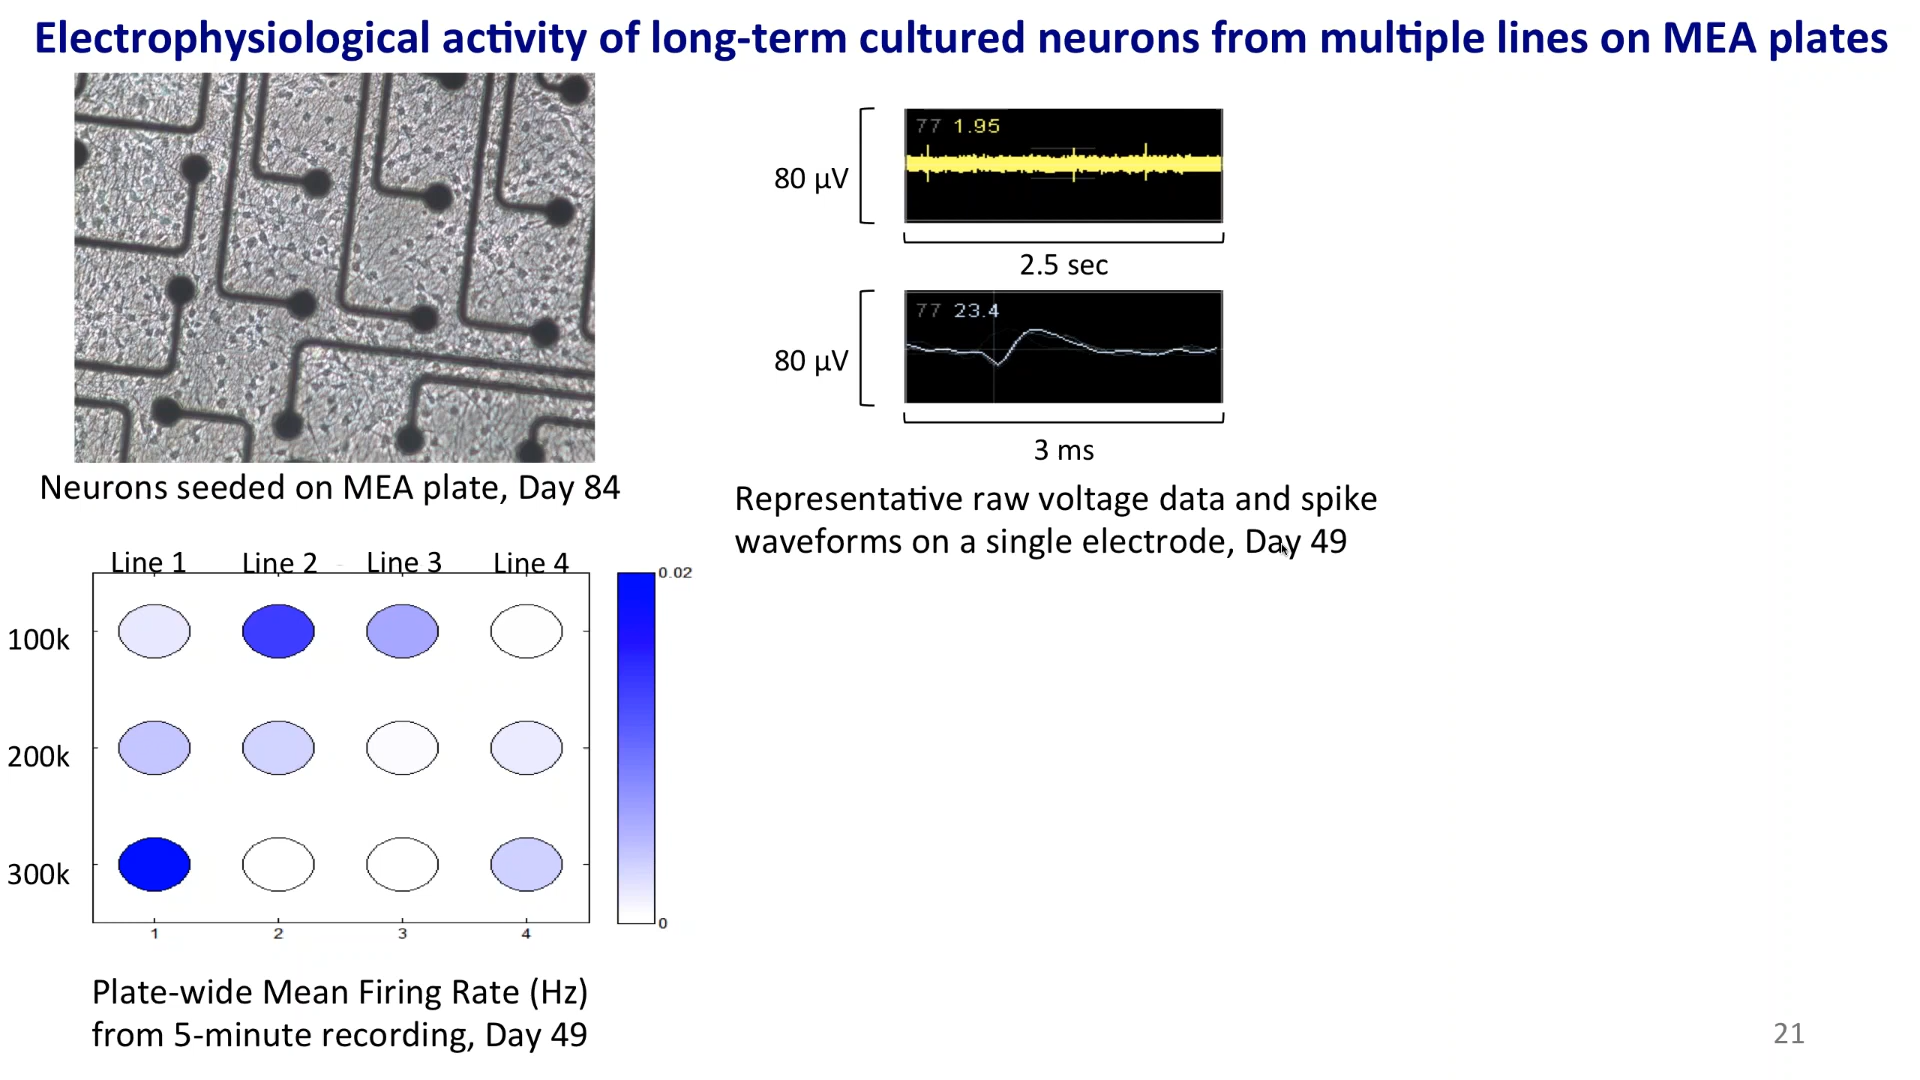 Electrophysiological activity of long-term cultured neurons from multiple lines on MEA plates
Neurons seeded on MEA plate, Day 84
80 µV
77 1.95
2.5 sec
80 µV
77 23.4
3 ms
Representative raw voltage data and spike
waveforms on a single electrode, Day 49
Line 1 Line 2 Line 3 Line 4
100k
200k
300k
1 2 3 4
0.02
0
Plate-wide Mean Firing Rate (Hz)
from 5-minute recording, Day 49
21